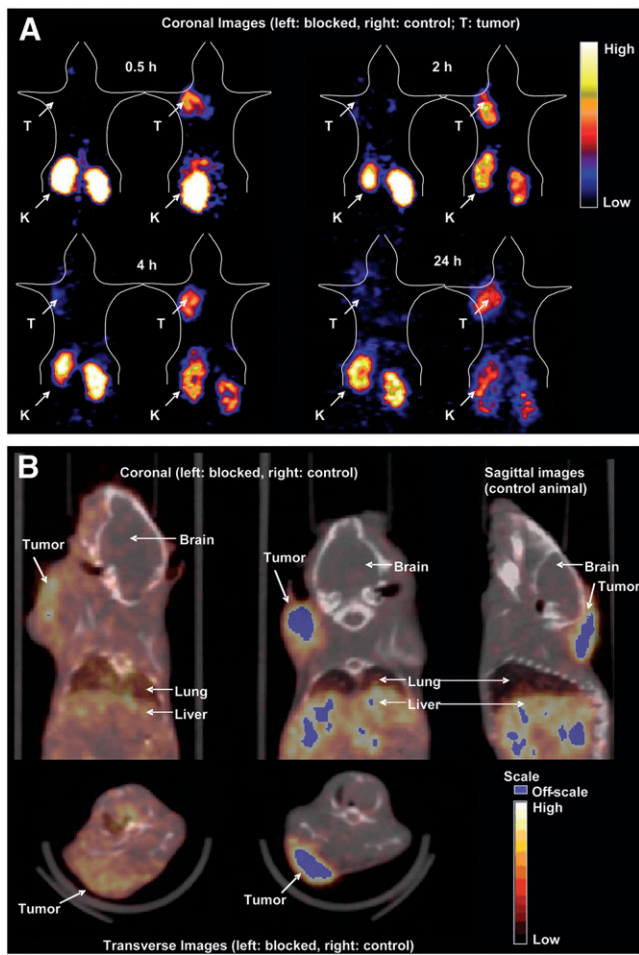 A
Coronal Images (left: blocked, right: control; T: tumor)
0.5 h
2 h
High
Low
T
T
T
T
K
K
K
K
4 h
24 h
T
T
T
T
K
K
K
K
B
Coronal (left: blocked, right: control)
Sagittal images
(control animal)
Tumor
Brain
Tumor
Brain
Brain
Tumor
Lung
Liver
Lung
Liver
Scale
Off-scale
High
Low
Tumor
Tumor
Transverse Images (left: blocked, right: control)